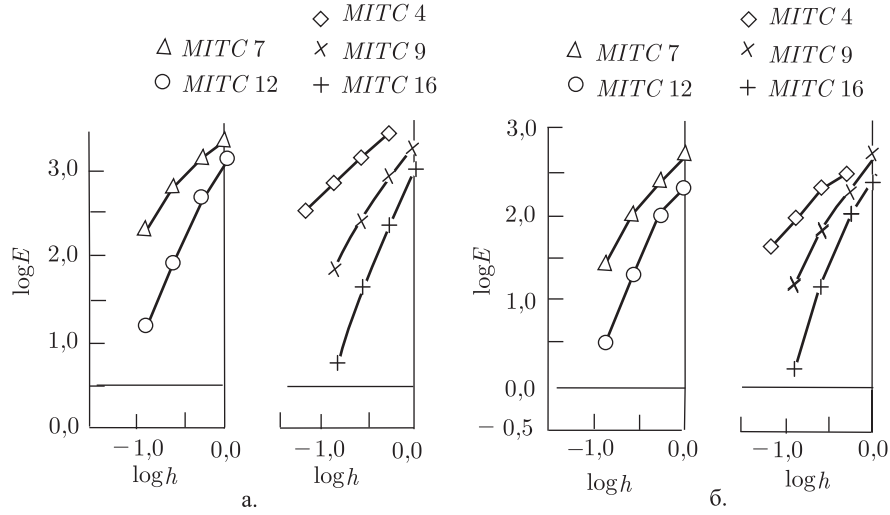 MITC 4
MITC 7
MITC 9
MITC 12
MITC 16
3,0
2,0
1,0
0,0
logE
−1,0
0,0
−1,0
0,0
logh
logh
а.
MITC 4
MITC 7
MITC 9
MITC 12
MITC 16
3,0
2,0
1,0
0,0
− 0,5
logE
−1,0
0,0
−1,0
0,0
logh
logh
б.